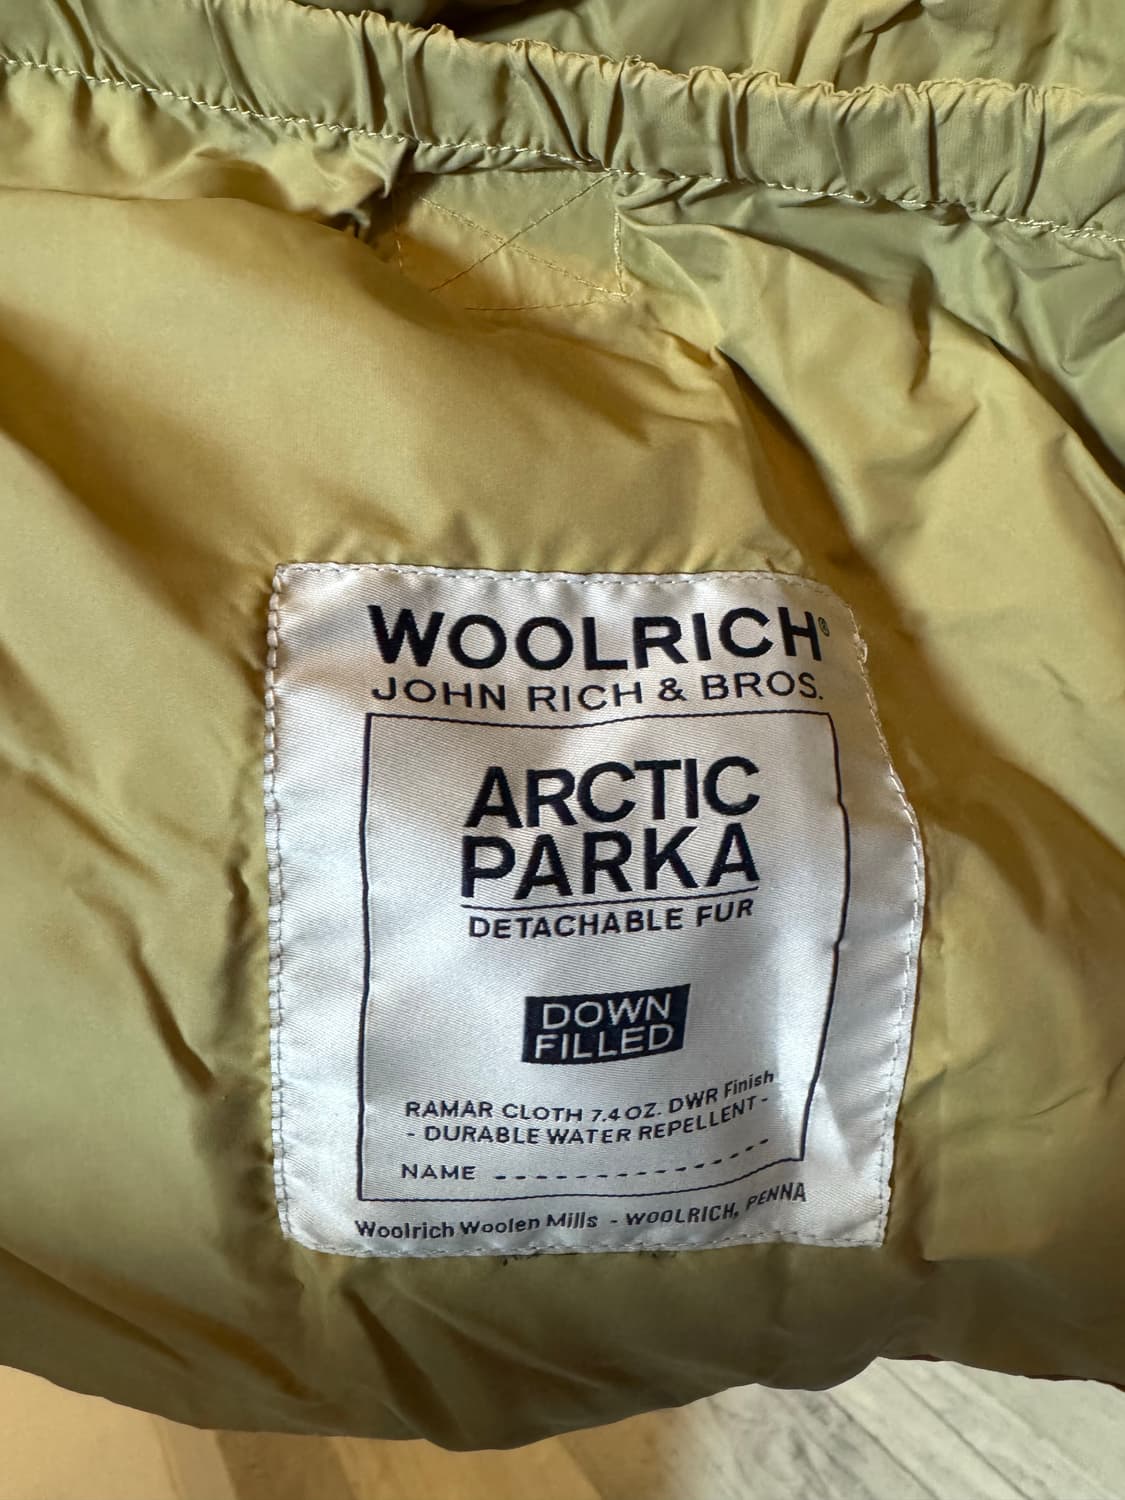 WOOLRICH®
JOHN RICH & BROS.
ARCTIC
PARKA
DETACHABLE FUR
DOWN
FILLED
RAMAR CLOTH 7.4 OZ. DWR Finish
- DURABLE WATER REPELLENT -
NAME ----------------
Woolrich Woolen Mills - WOOLRICH, PENNA